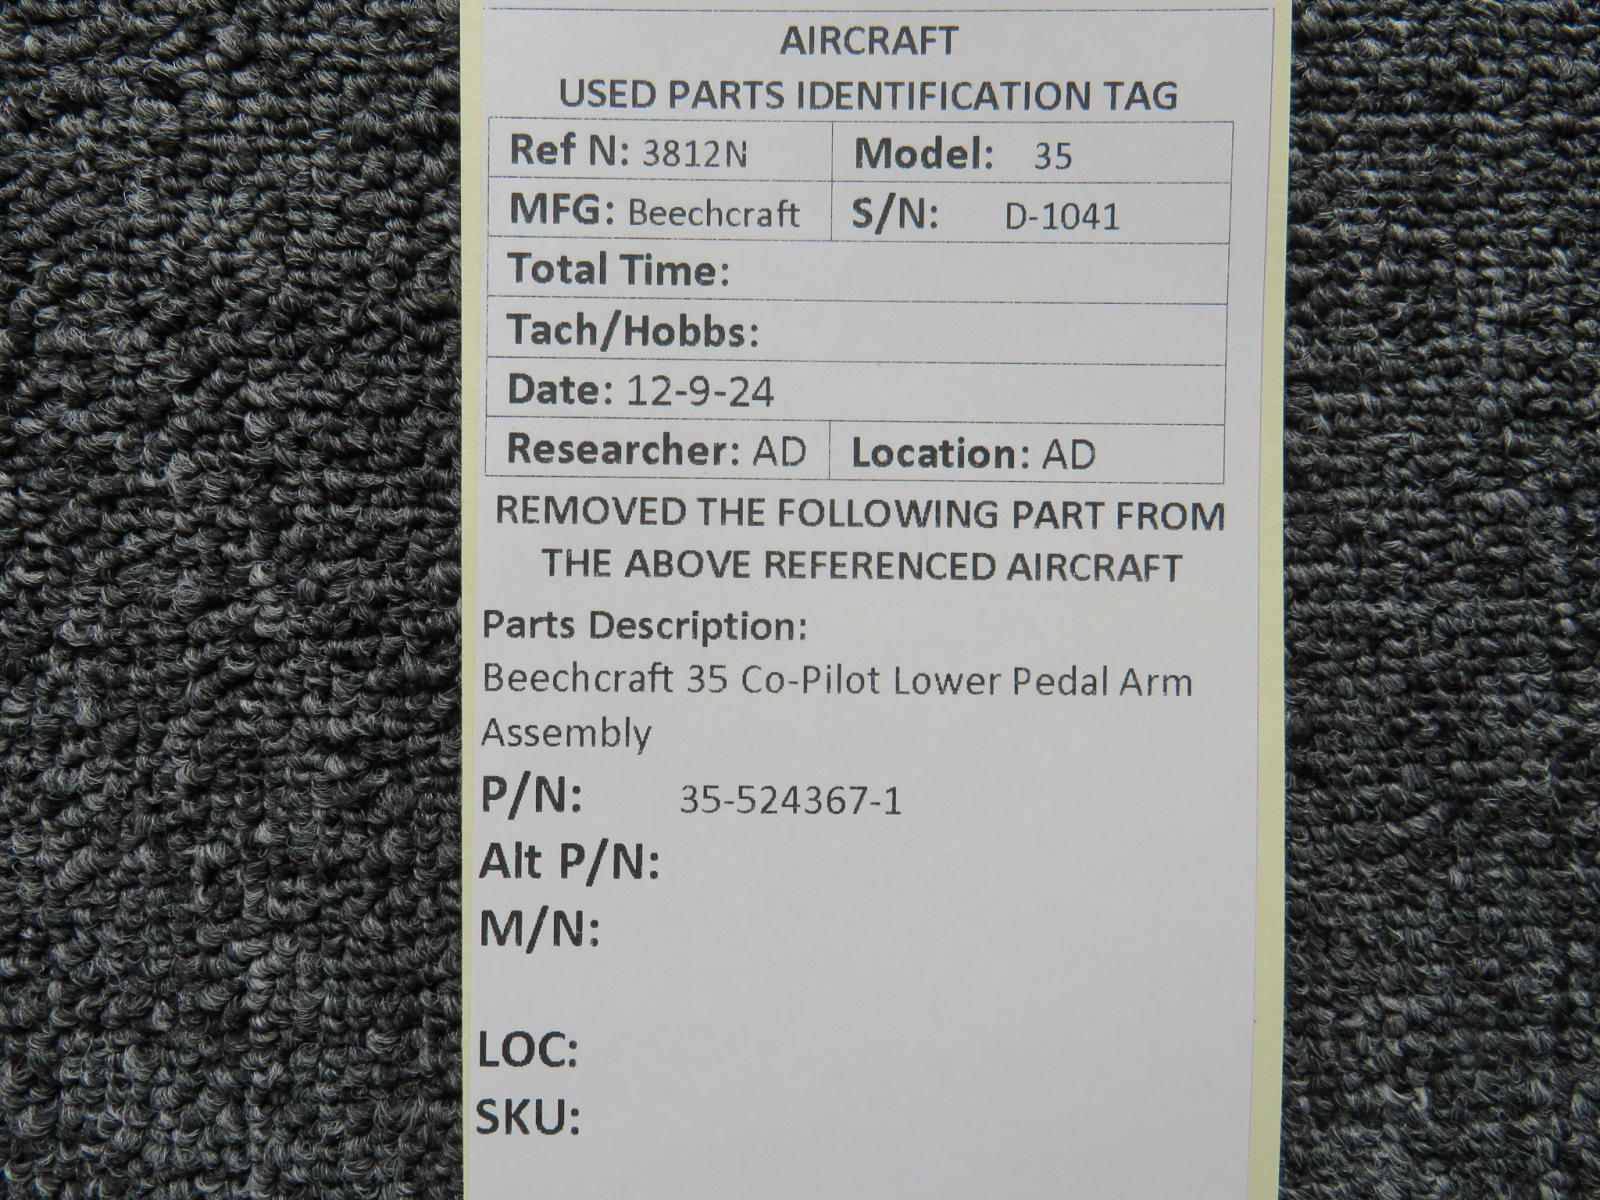 AIRCRAFT
USED PARTS IDENTIFICATION TAG
Ref N: 3812N Model: 35
MFG: Beechcraft S/N: D-1041
Total Time:
Tach/Hobbs:
Date: 12-9-24
Researcher: AD Location: AD
REMOVED THE FOLLOWING PART FROM
THE ABOVE REFERENCED AIRCRAFT
Parts Description:
Beechcraft 35 Co-Pilot Lower Pedal Arm
Assembly
P/N: 35-524367-1
Alt P/N:
M/N:
LOC:
SKU: